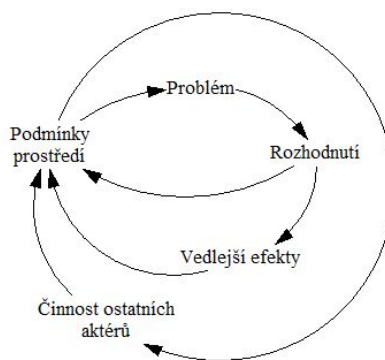 Problém
Podmínky
prostředí
Rozhodnutí
Vedlejší efekty
Činnost ostatních
aktérů